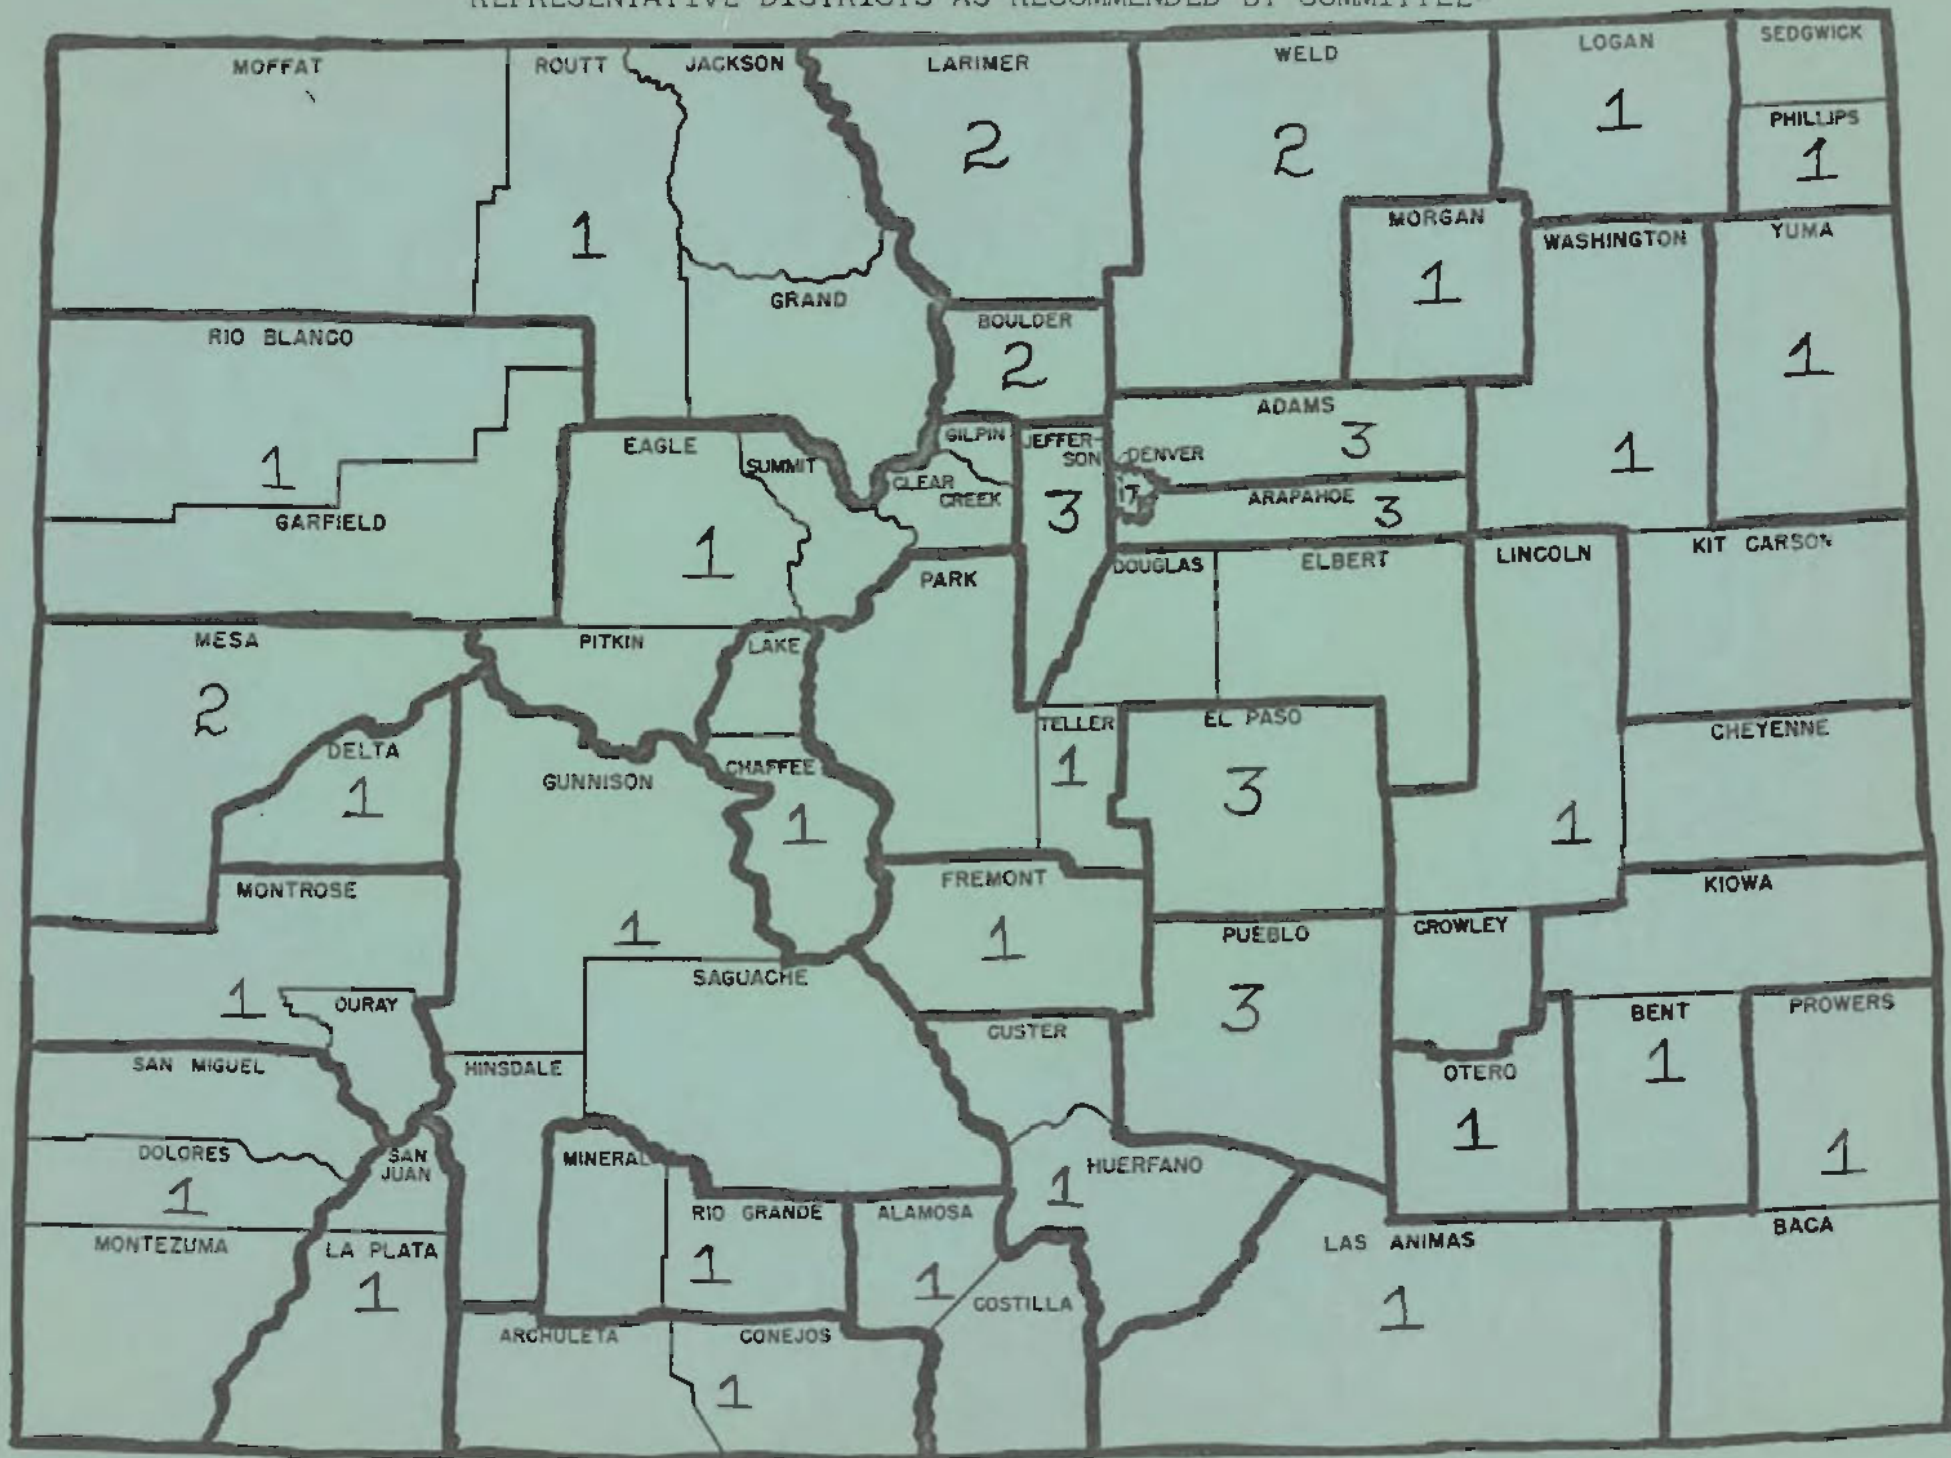 REPRESENTATIVE DISTRICTS AS RECOMMENDED BY COMMITTEE
MOFFAT
ROUTT
JACKSON
LARIMER
WELD
LOGAN
SEDGWICK
2
2
1
PHILLIPS
1
1
MORGAN
WASHINGTON
YUMA
GRAND
1
RIO BLANCO
BOULDER
2
1
ADAMS
3
EAGLE
SUMMIT
GILPIN
JEFFER-
SON
DENVER
1
1
CLEAR
CREEK
3
17
ARAPAHOE
3
GARFIELD
1
PARK
DOUGLAS
ELBERT
LINCOLN
KIT CARSON
MESA
PITKIN
LAKE
2
TELLER
1
EL PASO
CHEYENNE
DELTA
1
GUNNISON
CHAFFEE
1
3
1
MONTROSE
FREMONT
1
KIOWA
1
SAGUACHE
PUEBLO
3
CROWLEY
1
OURAY
BENT
1
PROWERS
SAN MIGUEL
HINSDALE
CUSTER
OTERO
1
DOLORES
1
SAN
JUAN
MINERAL
HUERFANO
1
1
RIO GRANDE
1
ALAMOSA
1
MONTEZUMA
LA PLATA
1
LAS ANIMAS
1
BACA
COSTILLA
ARCHULETA
CONEJOS
1